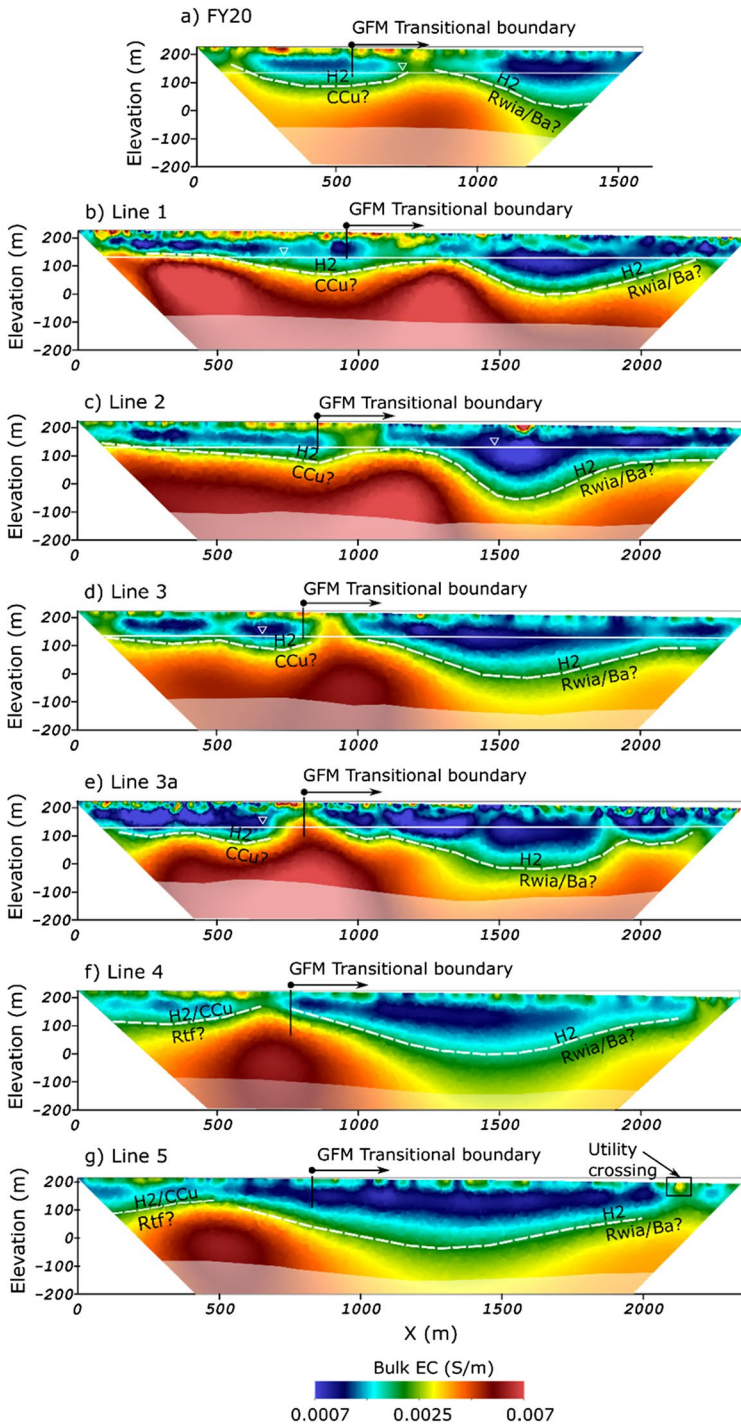 a) FY20
GFM Transitional boundary
Elevation (m)
200
100
0
-100
-200
H2
CCu?
H2
Rwia/Ba?
0 500 1000 1500
b) Line 1
GFM Transitional boundary
Elevation (m)
200
100
0
-100
-200
H2
CCu?
H2
Rwia/Ba?
0 500 1000 1500 2000
c) Line 2
GFM Transitional boundary
Elevation (m)
200
100
0
-100
-200
H2
CCu?
H2
Rwia/Ba?
0 500 1000 1500 2000
d) Line 3
GFM Transitional boundary
Elevation (m)
200
100
0
-100
-200
H2
CCu?
H2
Rwia/Ba?
0 500 1000 1500 2000
e) Line 3a
GFM Transitional boundary
Elevation (m)
200
100
0
-100
-200
H2
CCu?
H2
Rwia/Ba?
0 500 1000 1500 2000
f) Line 4
GFM Transitional boundary
Elevation (m)
200
100
0
-100
-200
H2/CCu
Rtf?
H2
Rwia/Ba?
0 500 1000 1500 2000
g) Line 5
GFM Transitional boundary
Utility
crossing
Elevation (m)
200
100
0
-100
-200
H2/CCu
Rtf?
H2
Rwia/Ba?
0 500 1000 1500 2000
X (m)
Bulk EC (S/m)
0.0007 0.0025 0.007